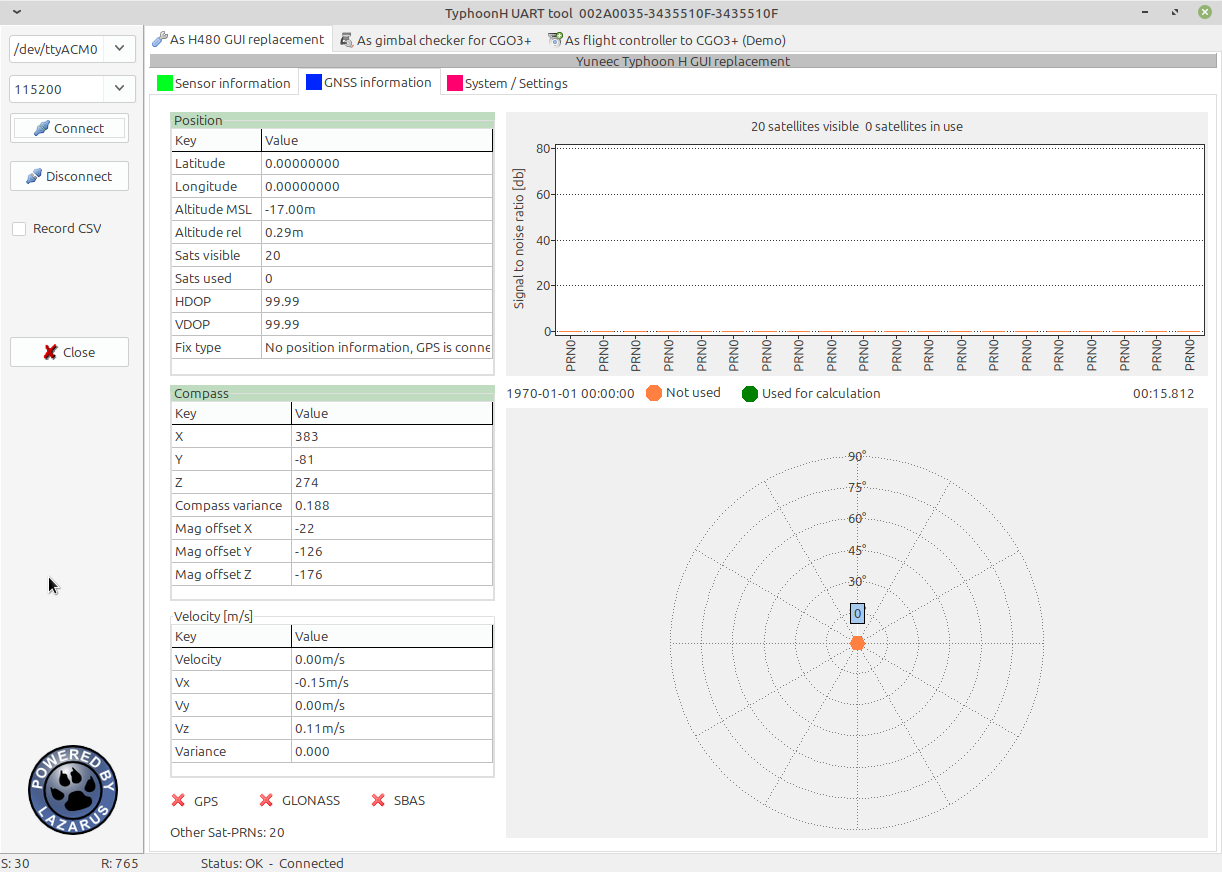 TyphoonH UART tool 002A0035-3435510F-3435510F
/dev/ttyACM0
115200
Connect
Disconnect
Record CSV
Close
POWERED BY
LAZARUS
As H480 GUI replacement
As gimbal checker for CGO3+
As flight controller to CGO3+ (Demo)
Yuneec Typhoon H GUI replacement
Sensor information
GNSS information
System / Settings
Position
Key Value
Latitude 0.00000000
Longitude 0.00000000
Altitude MSL -17.00m
Altitude rel 0.29m
Sats visible 20
Sats used 0
HDOP 99.99
VDOP 99.99
Fix type No position information, GPS is conne
Compass
Key Value
X 383
Y -81
Z 274
Compass variance 0.188
Mag offset X -22
Mag offset Y -126
Mag offset Z -176
Velocity [m/s]
Key Value
Velocity 0.00m/s
Vx -0.15m/s
Vy 0.00m/s
Vz 0.11m/s
Variance 0.000
GPS GLONASS SBAS
Other Sat-PRNs: 20
20 satellites visible 0 satellites in use
Signal to noise ratio [db]
80
60
40
20
0
PRN0 PRN0 PRN0 PRN0 PRN0 PRN0 PRN0 PRN0 PRN0 PRN0 PRN0 PRN0 PRN0 PRN0 PRN0 PRN0 PRN0 PRN0 PRN0 PRN0
1970-01-01 00:00:00 Not used Used for calculation 00:15.812
90°
75°
60°
45°
30°
0
S: 30 R: 765 Status: OK - Connected